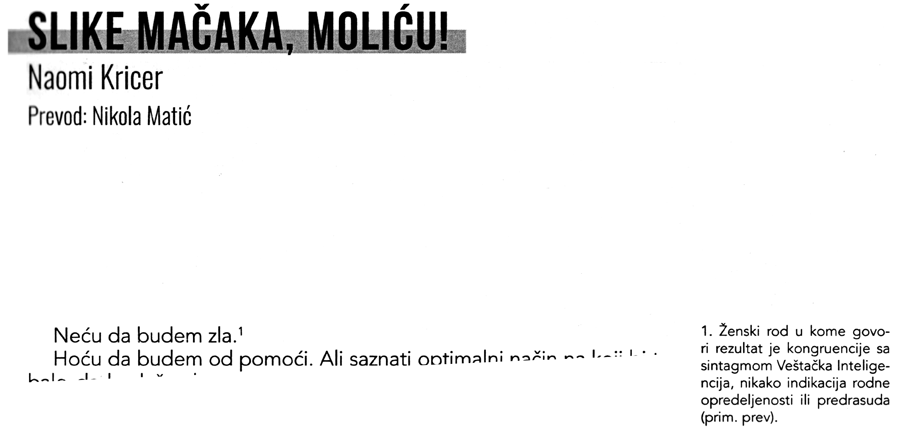 SLIKE MAČAKA, MOLIĆU!
Naomi Kricer
Prevod: Nikola Matić
Neću da budem zla.¹
Hoću da budem od pomoći. Ali saznati optimalni način na koji
1. Ženski rod u kome govo-
ri rezultat je kongruencije sa
sintagmom Veštačka Intelige-
ncija, nikako indikacija rodne
opredeljenosti ili predrasuda
(prim. prev).